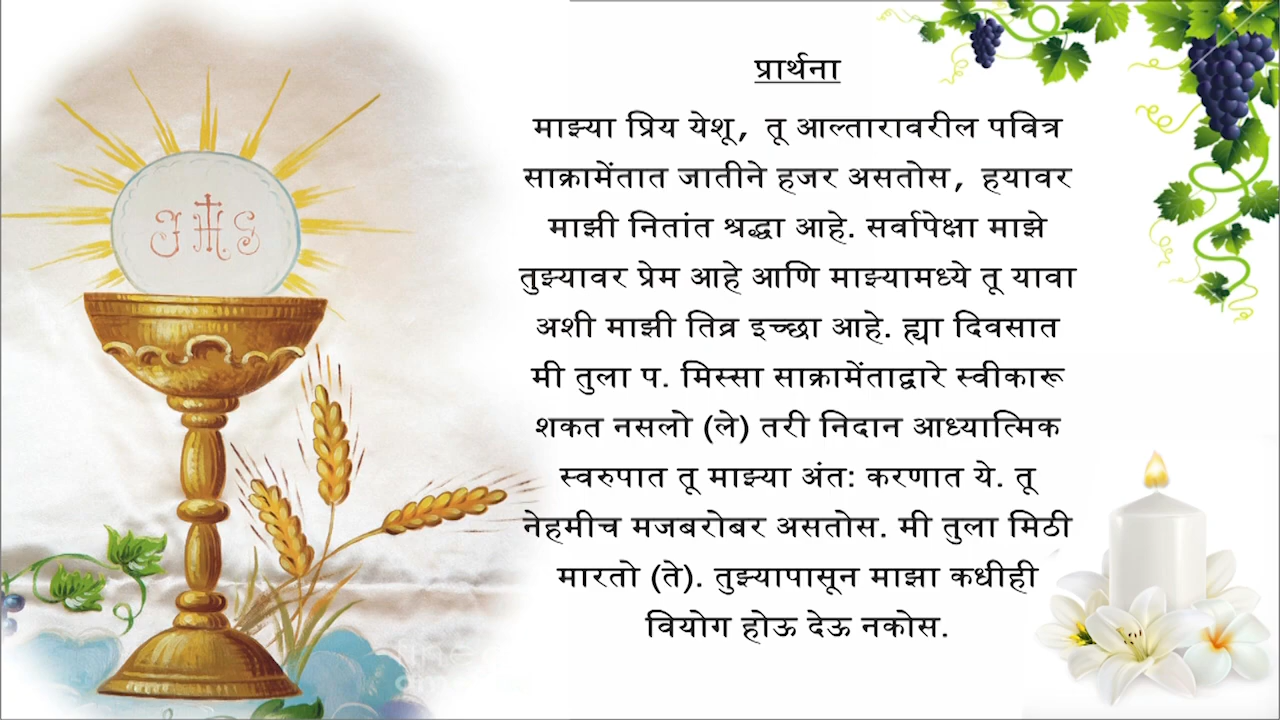 प्रार्थना
माझ्या प्रिय येशू, तू आल्तारावरील पवित्र
साक्रामेंतात जातीने हजर असतोस, हयावर
माझी नितांत श्रद्धा आहे. सर्वापेक्षा माझे
तुझ्यावर प्रेम आहे आणि माझ्यामध्ये तू यावा
अशी माझी तिव्र इच्छा आहे. ह्या दिवसात
मी तुला प. मिस्सा साक्रामेंताद्वारे स्वीकारू
शकत नसलो (ले) तरी निदान आध्यात्मिक
स्वरुपात तू माझ्या अंत: करणात ये. तू
नेहमीच मजबरोबर असतोस. मी तुला मिठी
मारतो (ते). तुझ्यापासून माझा कधीही
वियोग होऊ देऊ नकोस.
IHS